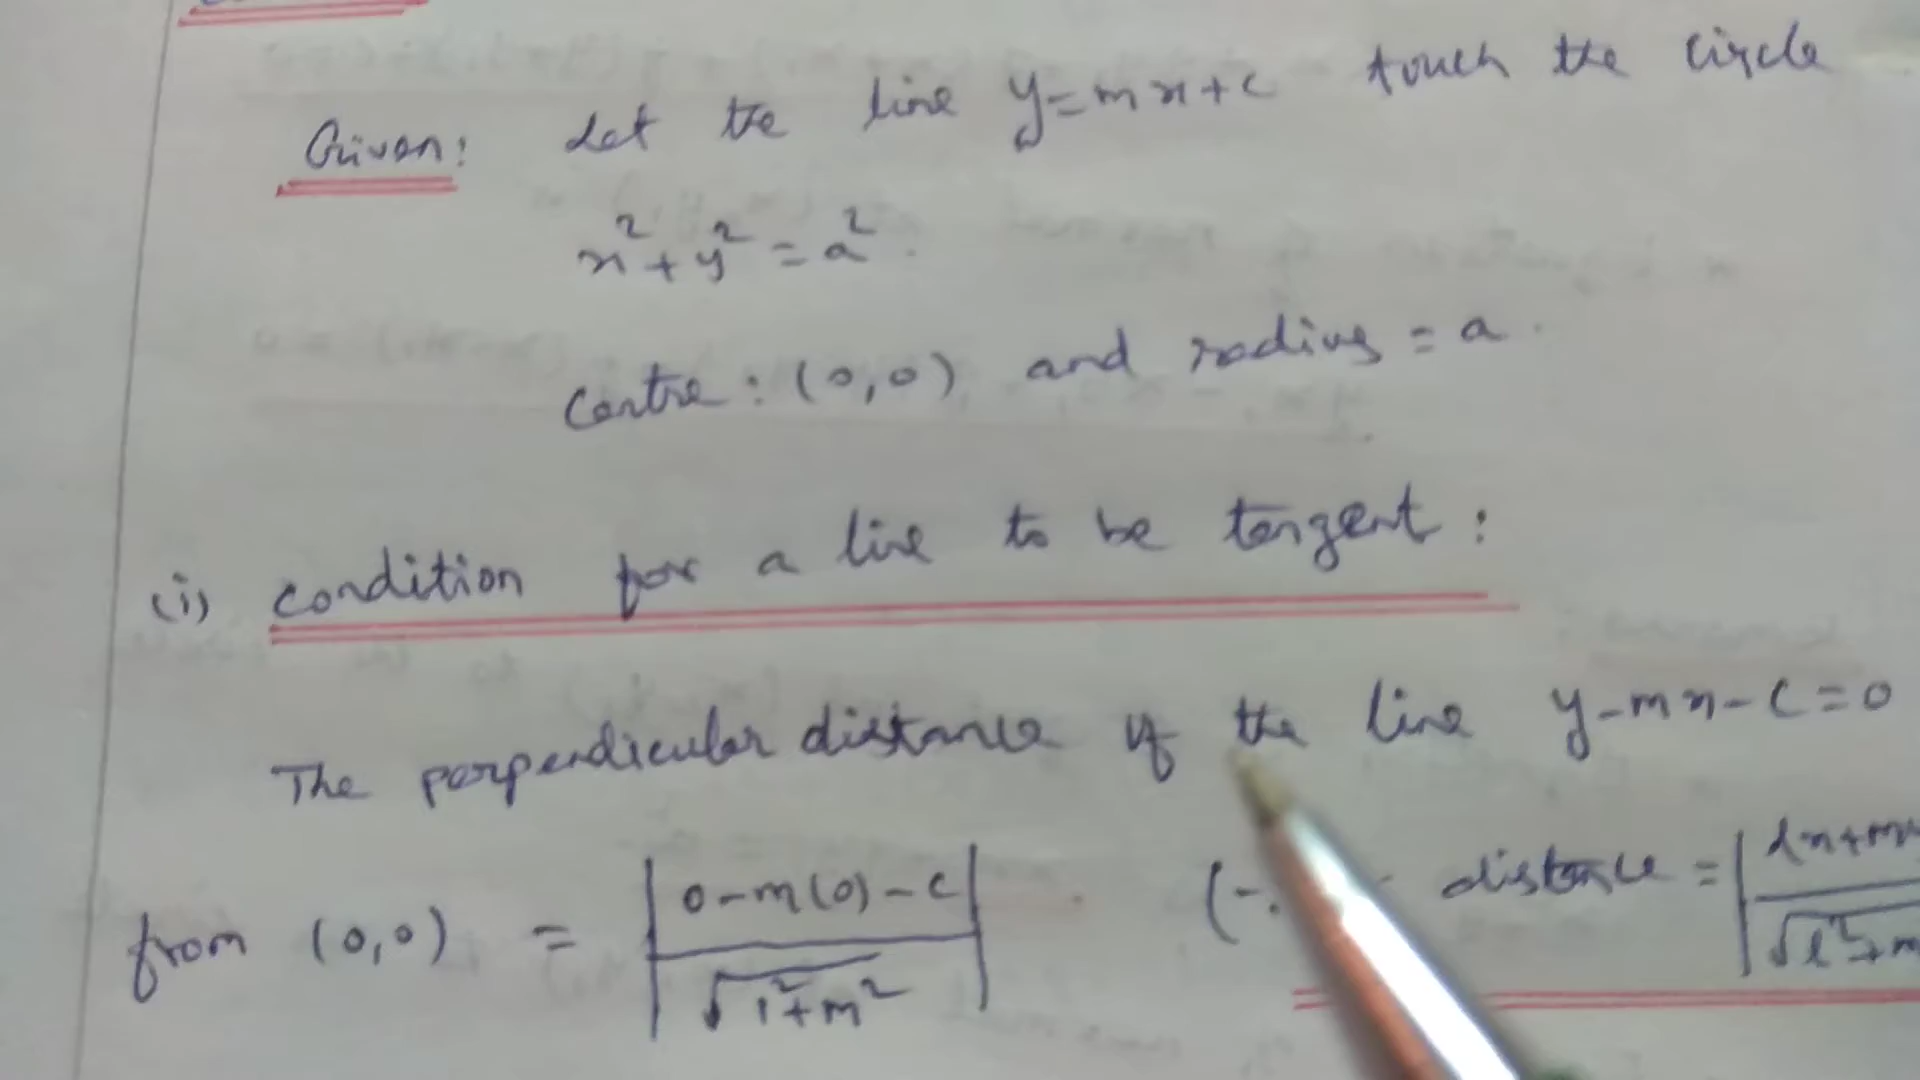 Given: Let the line y=mx+c touch the circle
x²+y²=a².
Centre: (0,0) and radius = a.
(i) condition for a line to be tangent:
The perpendicular distance of the line y-mx-c=0
from (0,0) = |0-m(0)-c / √1²+m²| . distance = |